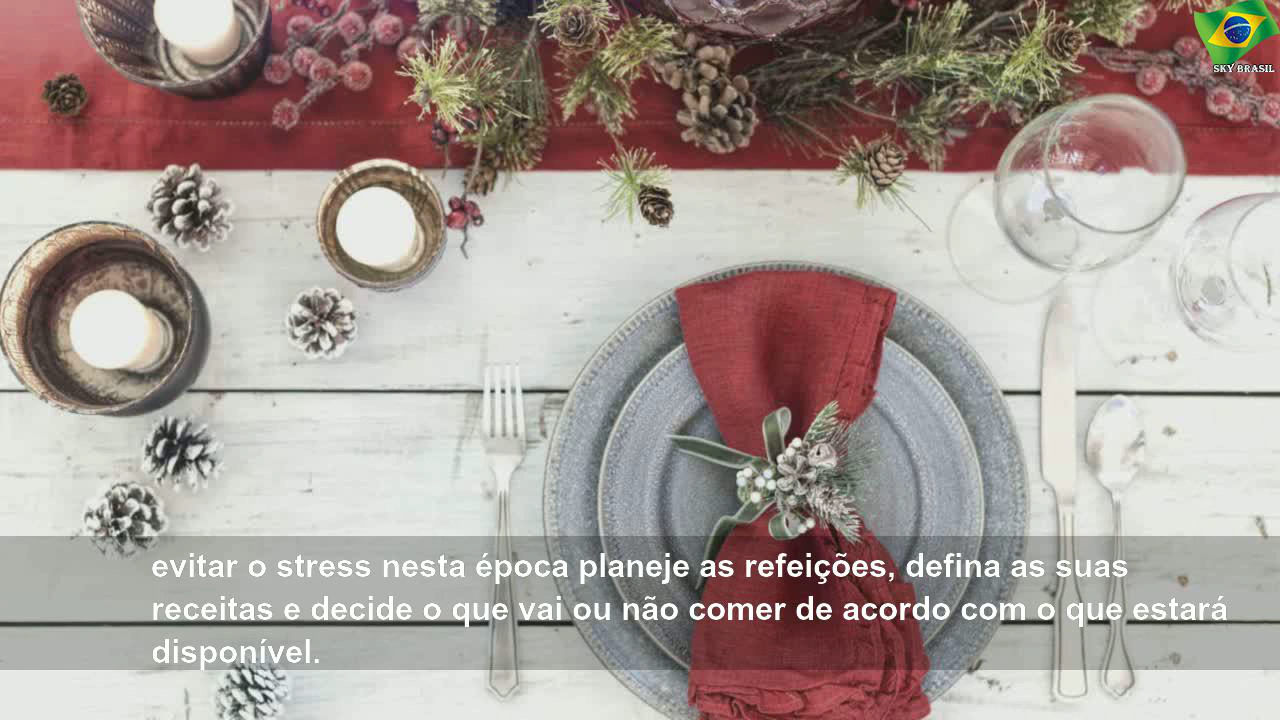 SKY BRASIL
evitar o stress nesta época planeje as refeições, defina as suas
receitas e decide o que vai ou não comer de acordo com o que estará
disponível.